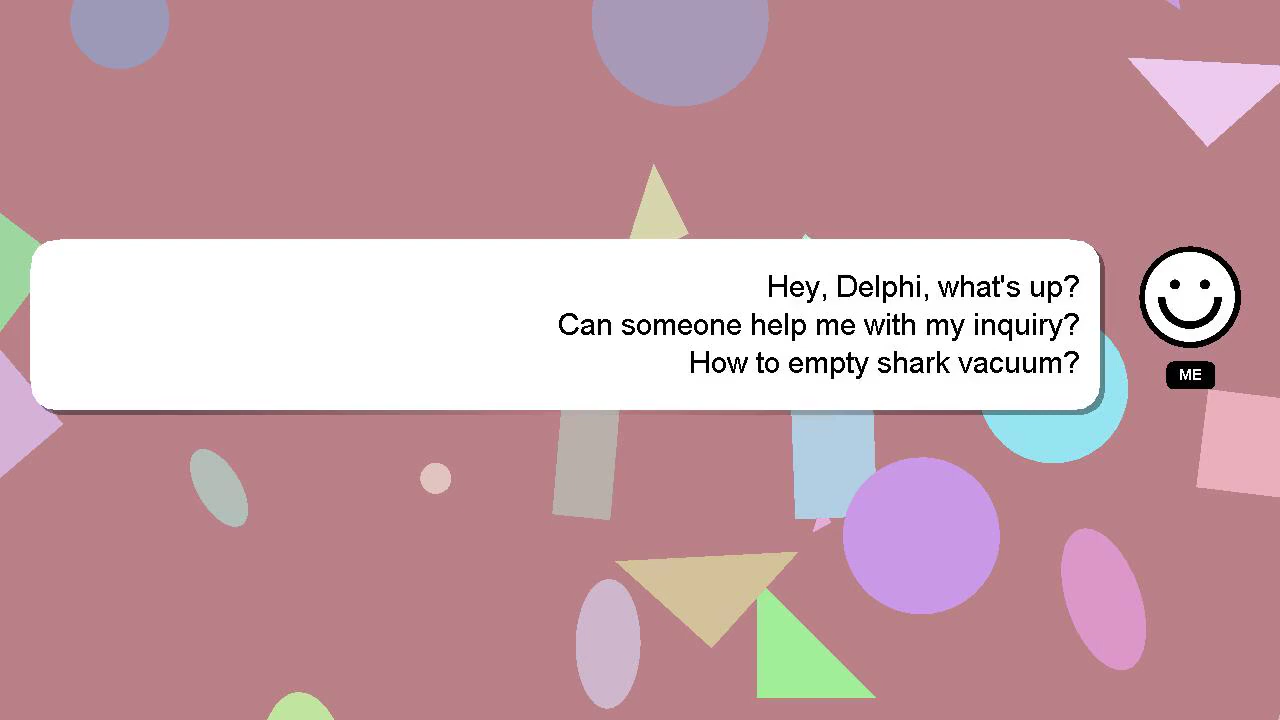 Hey, Delphi, what's up?
Can someone help me with my inquiry?
How to empty shark vacuum?
ME